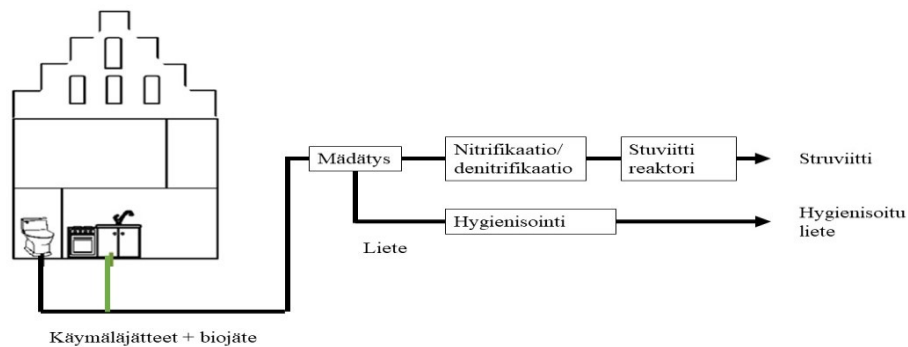 Mädätys
Nitrifikaatio/
denitrifikaatio
Stuviitti
reaktori
Struviitti
Hygienisointi
Hygienisoitu
liete
Liete
Käymäläjätteet + biojäte